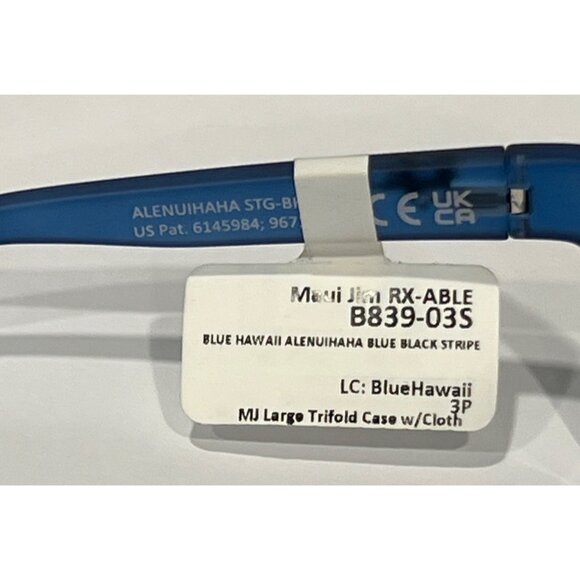 ALENUIHAHA STG-B
US Pat. 6145984; 967
CE UK
CA
Maui Jim RX-ABLE
B839-03S
BLUE HAWAII ALENUIHAHA BLUE BLACK STRIPE
LC: BlueHawaii
3P
MJ Large Trifold Case w/Cloth